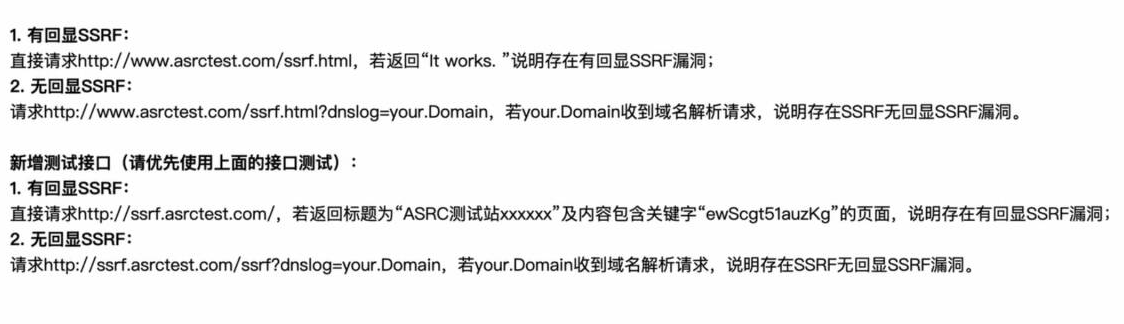 1. 有回显SSRF：
直接请求http://www.asrctest.com/ssrf.html，若返回“It works. ”说明存在有回显SSRF漏洞；
2. 无回显SSRF：
请求http://www.asrctest.com/ssrf.html?dnslog=your.Domain，若your.Domain收到域名解析请求，说明存在SSRF无回显SSRF漏洞。
新增测试接口（请优先使用上面的接口测试）：
1. 有回显SSRF：
直接请求http://ssrf.asrctest.com/，若返回标题为“ASRC测试站xxxxxx”及内容包含关键字“ewScgt51auzKg”的页面，说明存在有回显SSRF漏洞；
2. 无回显SSRF：
请求http://ssrf.asrctest.com/ssrf?dnslog=your.Domain，若your.Domain收到域名解析请求，说明存在SSRF无回显SSRF漏洞。